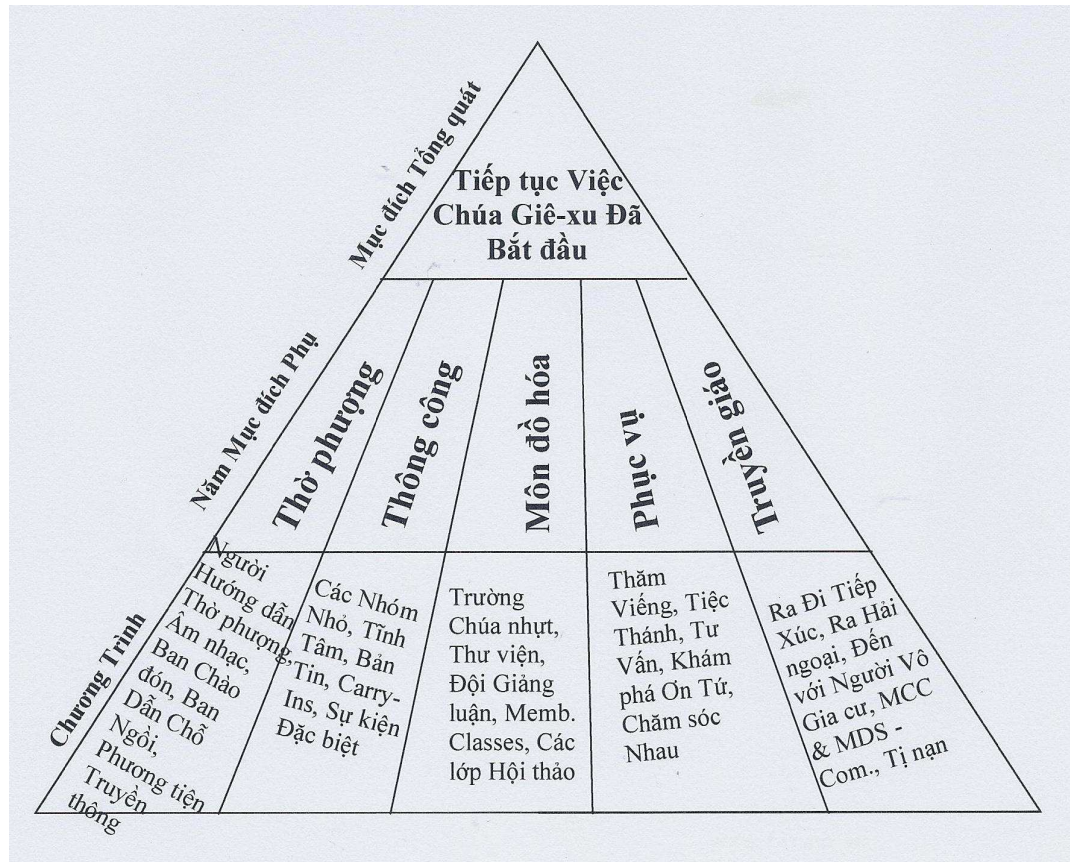 Mục đích Tổng quát
Tiếp tục Việc
Chúa Giê-xu Đã
Bắt đầu
Năm Mục đích Phụ
Thờ phượng
Thông công
Môn đồ hóa
Phục vụ
Truyền giáo
Chương Trình
Người
Hướng dẫn
Thờ phượng,
Âm nhạc,
Ban Chào
đón, Ban
Dẫn Chỗ
Ngồi,
Phương tiện
Truyền
thông
Các Nhóm
Nhỏ, Tĩnh
Tâm, Bản
Tin, Carry-
Ins, Sự kiện
Đặc biệt
Trường
Chúa nhựt,
Thư viện,
Đội Giảng
luận, Memb.
Classes, Các
lớp Hội thảo
Thăm
Viếng, Tiệc
Thánh, Tư
Vấn, Khám
phá Ơn Tứ,
Chăm sóc
Nhau
Ra Đi Tiếp
Xúc, Ra Hải
ngoại, Đến
với Người Vô
Gia cư, MCC
& MDS -
Com., Tị nạn